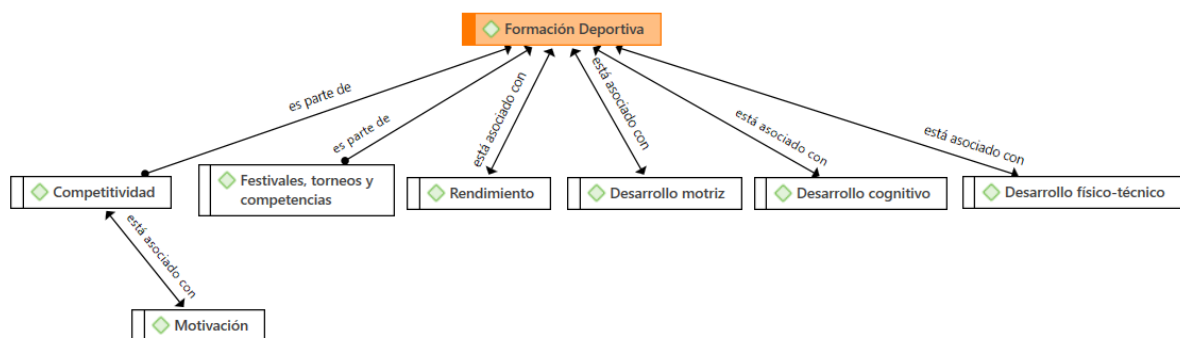 Formación Deportiva
es parte de
es parte de
está asociado con
está asociado con
está asociado con
está asociado con
Competitividad
Festivales, torneos y
competencias
Rendimiento
Desarrollo motriz
Desarrollo cognitivo
Desarrollo físico-técnico
está asociado con
Motivación